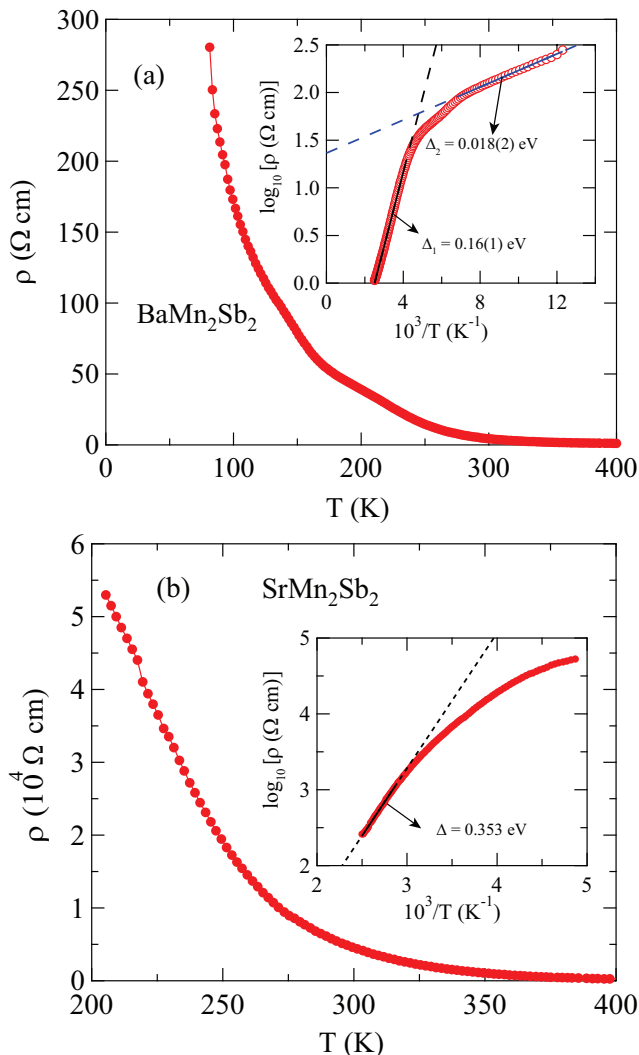 300
250
200
150
100
50
0
ρ (Ω cm)
(a)
BaMn₂Sb₂
2.5
2.0
1.5
1.0
0.5
0.0
log₁₀ [ρ (Ω cm)]
Δ₂ = 0.018(2) eV
Δ₁ = 0.16(1) eV
0 4 8 12
10³/T (K⁻¹)
0 100 200 300 400
T (K)
6
5
4
3
2
1
0
ρ (10⁴ Ω cm)
(b)
SrMn₂Sb₂
5
4
3
2
log₁₀ [ρ (Ω cm)]
Δ = 0.353 eV
2 3 4 5
10³/T (K⁻¹)
200 250 300 350 400
T (K)